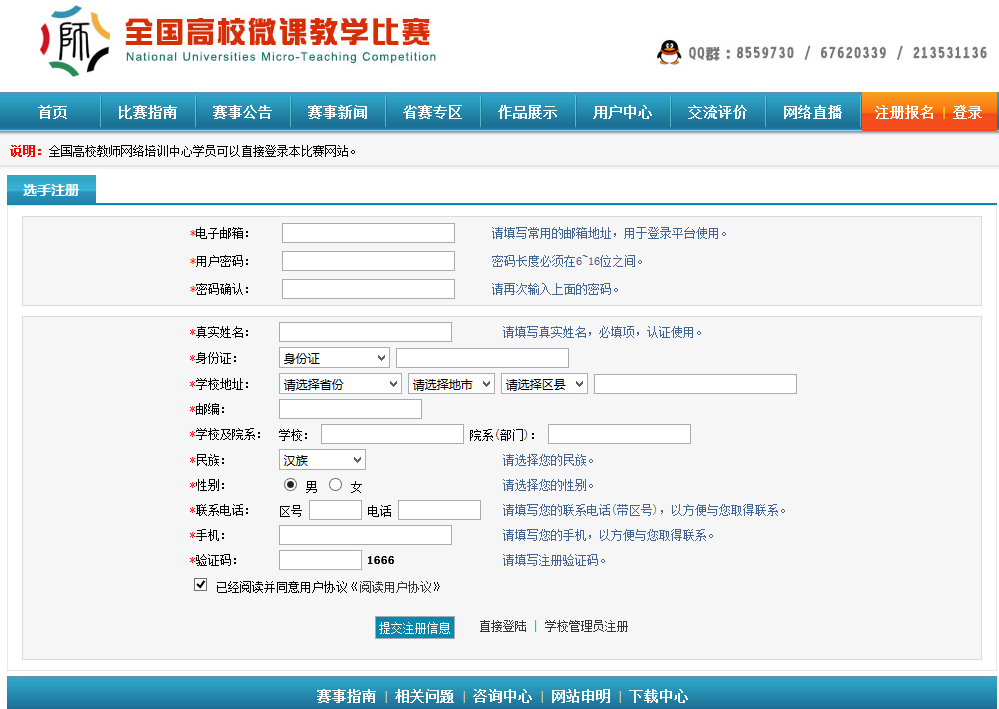 師
全国高校微课教学比赛
National Universities Micro-Teaching Competition
QQ群：8559730 / 67620339 / 213531136
首页 比赛指南 赛事公告 赛事新闻 省赛专区 作品展示 用户中心 交流评价 网络直播 注册报名 | 登录
说明：全国高校教师网络培训中心学员可以直接登录本比赛网站。
选手注册
*电子邮箱： 请填写常用的邮箱地址，用于登录平台使用。
*用户密码： 密码长度必须在6~16位之间。
*密码确认： 请再次输入上面的密码。
*真实姓名： 请填写真实姓名，必填项，认证使用。
*身份证： 身份证
*学校地址： 请选择省份 请选择地市 请选择区县
*邮编：
*学校及院系： 学校： 院系(部门)：
*民族： 汉族 请选择您的民族。
*性别： 男 女 请选择您的性别。
*联系电话： 区号 电话 请填写您的联系电话(带区号)，以方便与您取得联系。
*手机： 请填写您的手机，以方便与您取得联系。
*验证码： 1666 请填写注册验证码。
已经阅读并同意用户协议《阅读用户协议》
提交注册信息 直接登陆 | 学校管理员注册
赛事指南 | 相关问题 | 咨询中心 | 网站申明 | 下载中心